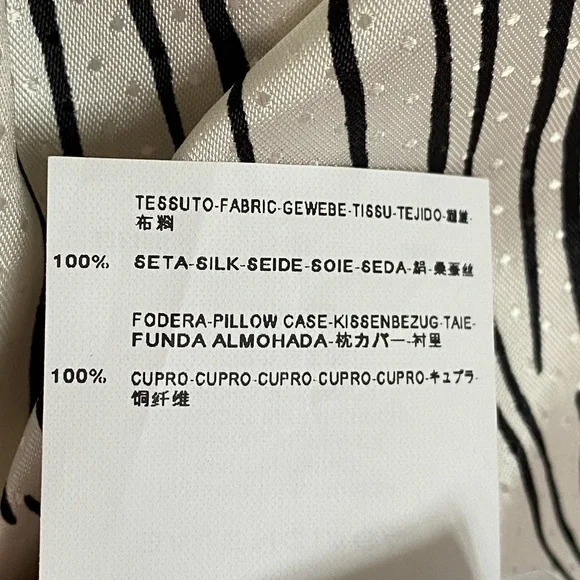 TESSUTO-FABRIC-GEWEBE-TISSU-TEJIDO-組成-
布料
100% SETA-SILK-SEIDE-SOIE-SEDA-絹-桑蚕丝
FODERA-PILLOW CASE-KISSENBEZUG-TAIE-
FUNDA ALMOHADA-枕カバー-衬里
100% CUPRO-CUPRO-CUPRO-CUPRO-CUPRO-キュプラ-
铜纤维